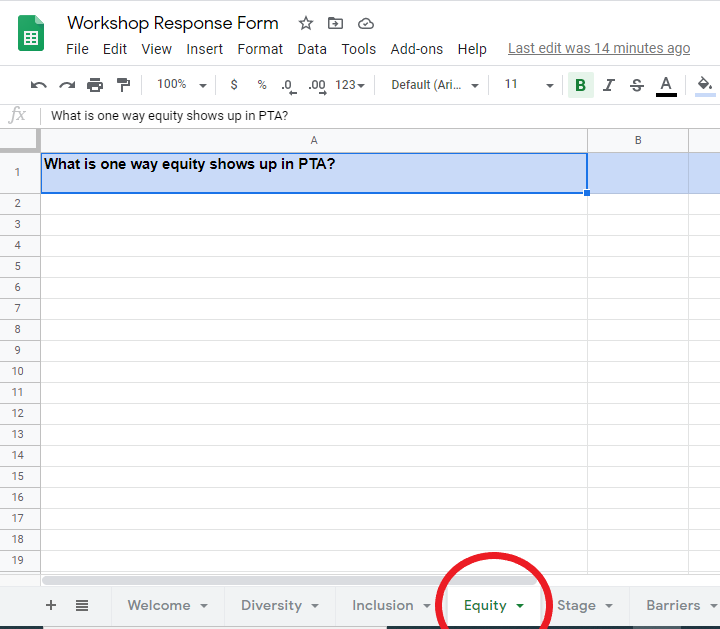 Workshop Response Form
File Edit View Insert Format Data Tools Add-ons Help Last edit was 14 minutes ago
100% $ % .0 .00 123 Default (Ari... 11 B I S A
fx What is one way equity shows up in PTA?
A B
1 What is one way equity shows up in PTA?
2
3
4
5
6
7
8
9
10
11
12
13
14
15
16
17
18
19
+ Welcome Diversity Inclusion Equity Stage Barriers